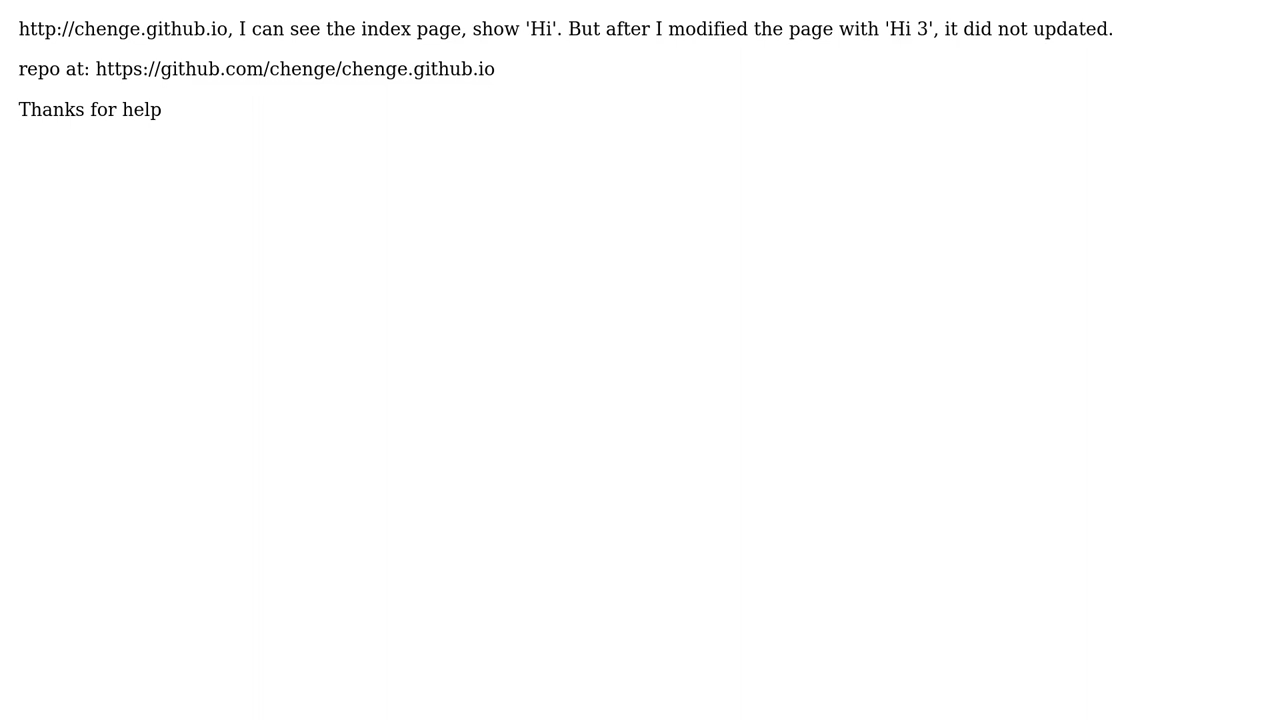 http://chenge.github.io, I can see the index page, show 'Hi'. But after I modified the page with 'Hi 3', it did not updated.
repo at: https://github.com/chenge/chenge.github.io
Thanks for help